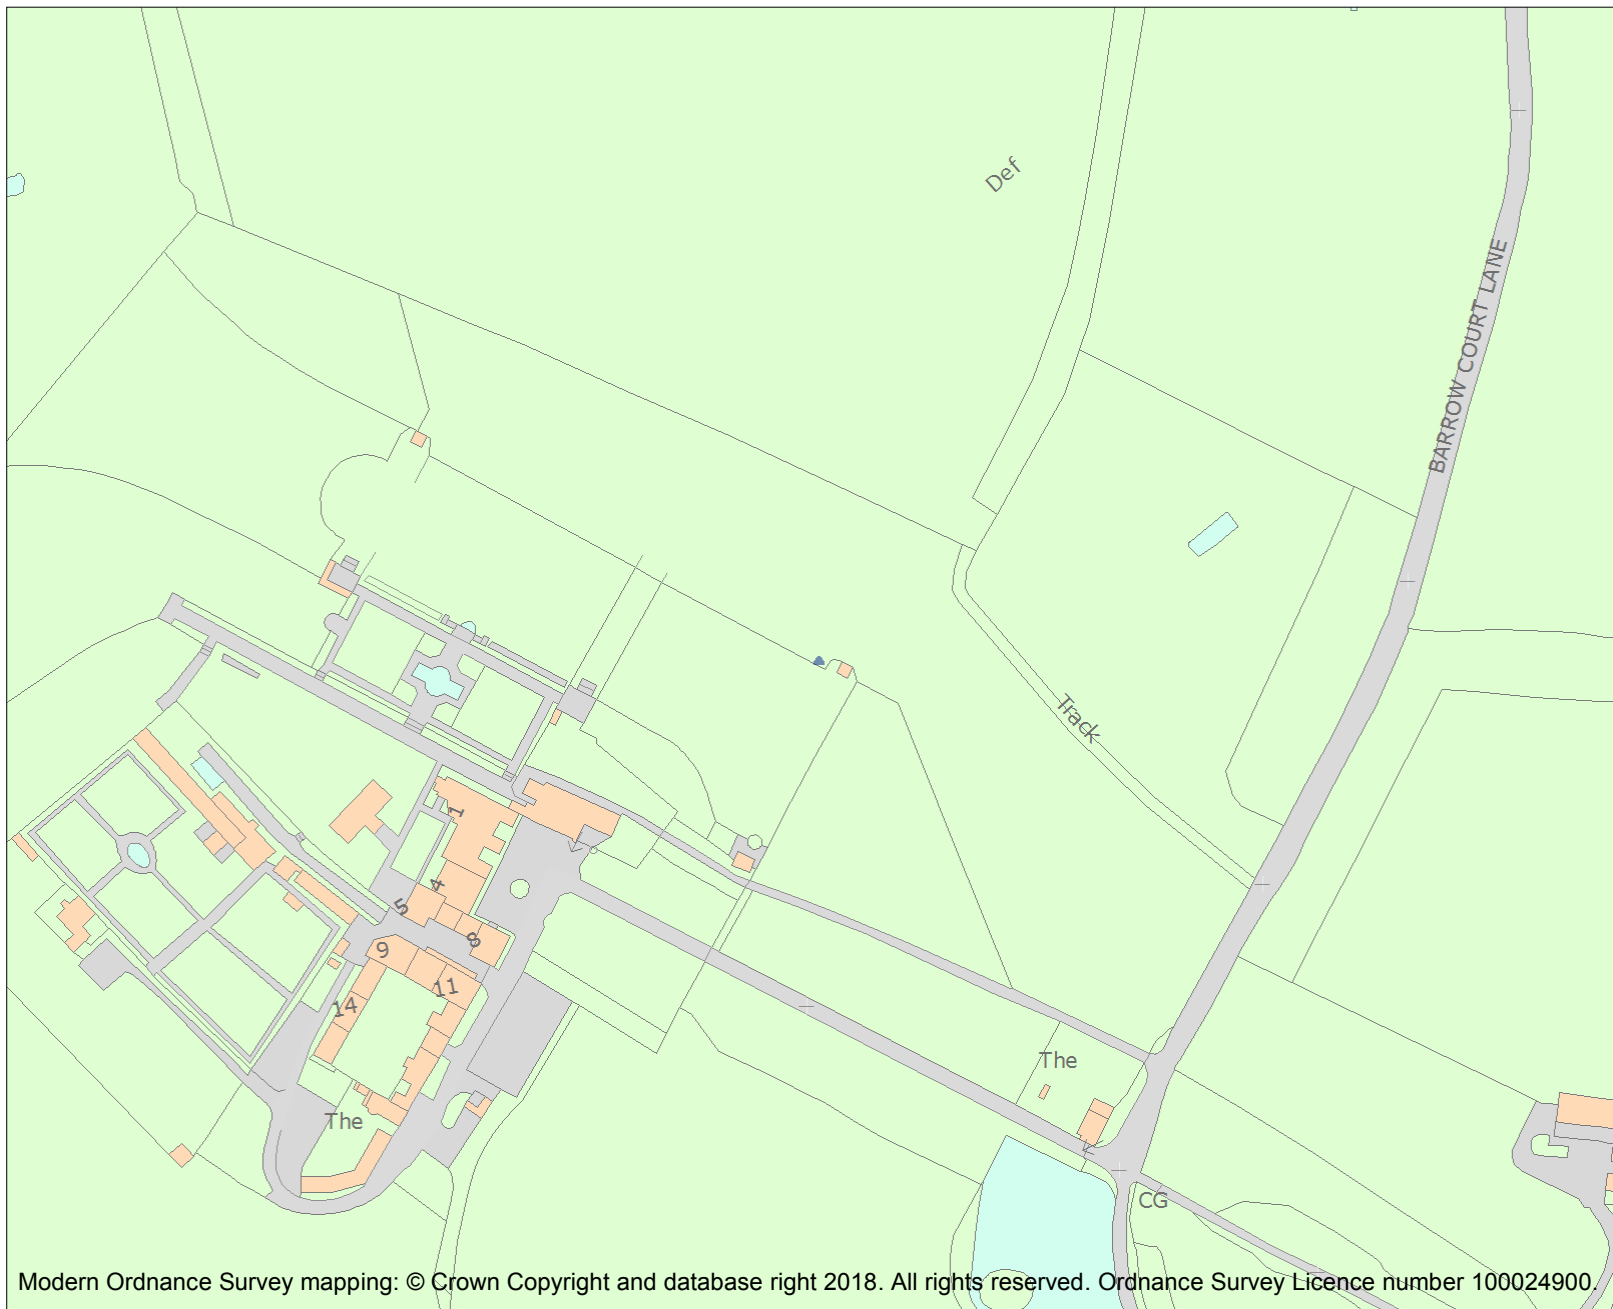 Def
BARROW COURT LANE
Track
1
4
5
8
9
11
14
The
The
CG
Modern Ordnance Survey mapping: © Crown Copyright and database right 2018. All rights reserved. Ordnance Survey Licence number 100024900.